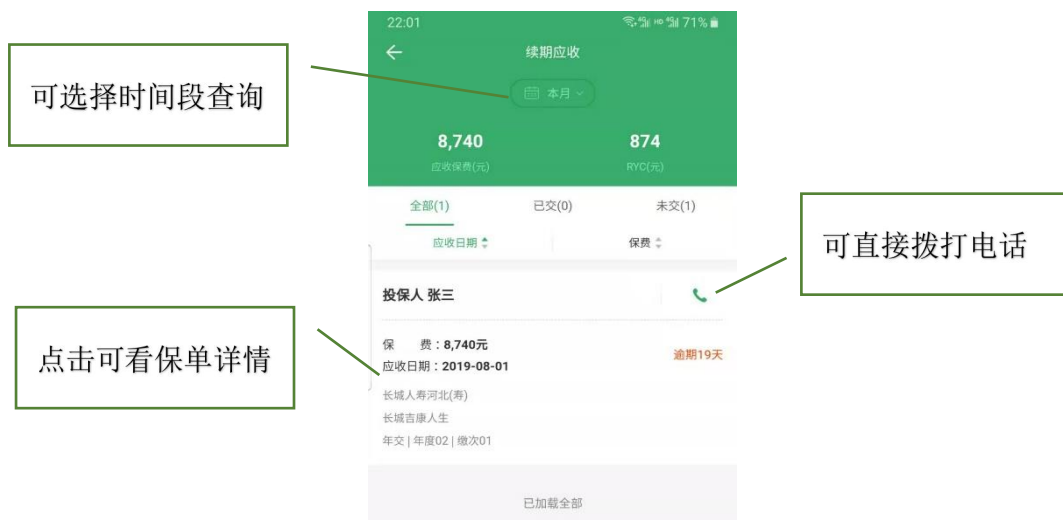 22:01
71%
续期应收
可选择时间段查询
本月
8,740
874
应收保费(元)
RYC(元)
全部(1)
已交(0)
未交(1)
应收日期
保费
可直接拨打电话
投保人 张三
点击可看保单详情
保 费：8,740元
逾期19天
应收日期：2019-08-01
长城人寿河北(寿)
长城吉康人生
年交 | 年度02 | 缴次01
已加载全部